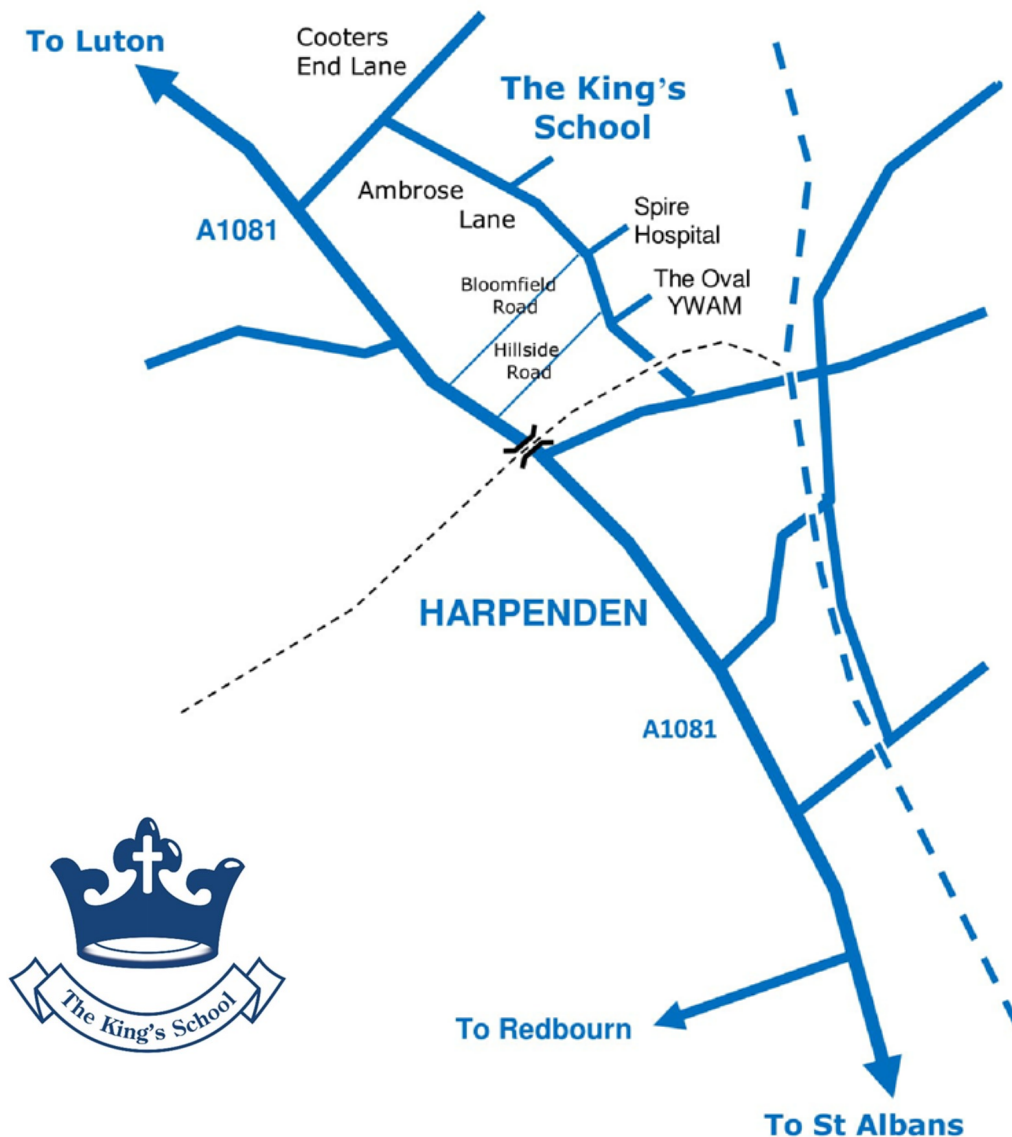 To Luton
Cooters
End Lane
The King's
School
Ambrose
Lane
A1081
Spire
Hospital
Bloomfield
Road
The Oval
YWAM
Hillside
Road
HARPENDEN
A1081
The King's School
To Redbourn
To St Albans